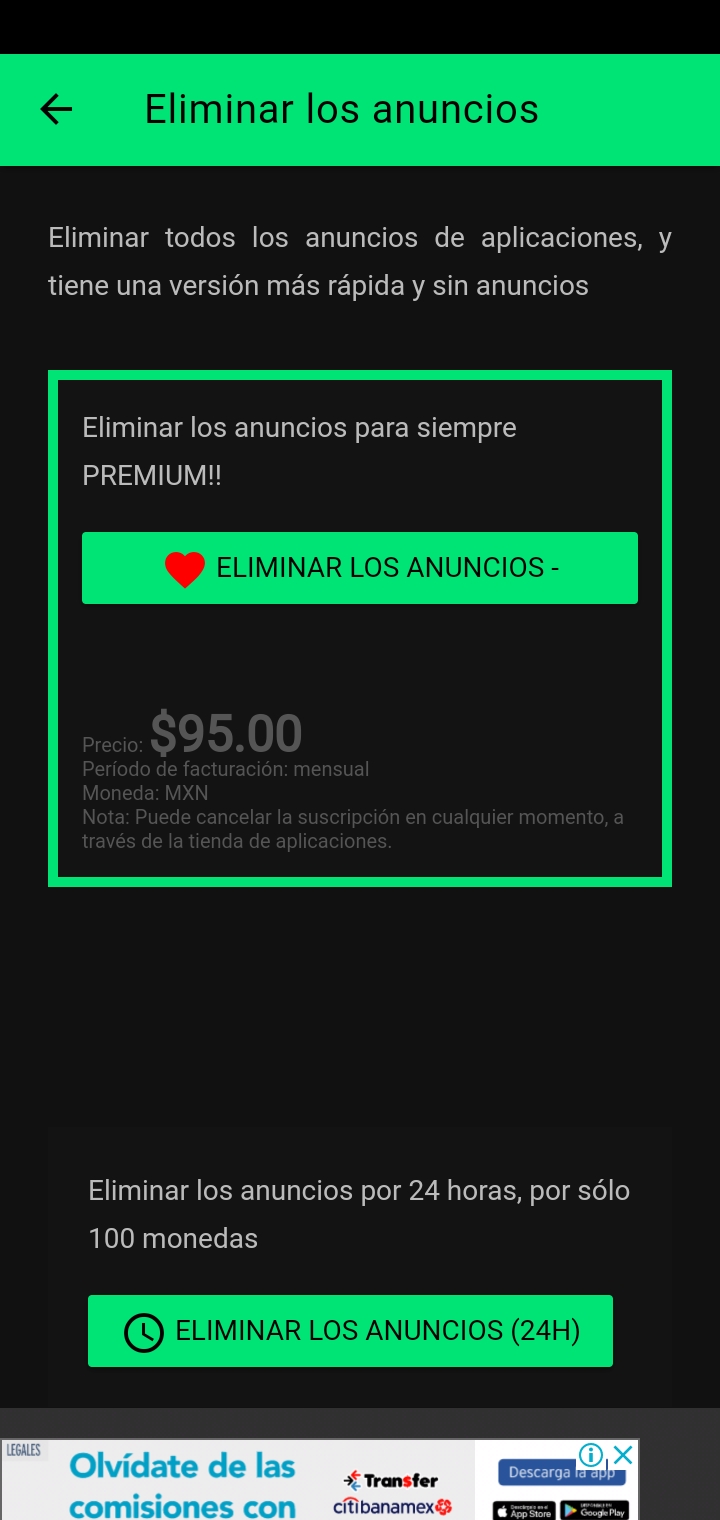 Eliminar los anuncios
Eliminar todos los anuncios de aplicaciones, y
tiene una versión más rápida y sin anuncios
Eliminar los anuncios para siempre
PREMIUM!!
ELIMINAR LOS ANUNCIOS -
Precio: $95.00
Período de facturación: mensual
Moneda: MXN
Nota: Puede cancelar la suscripción en cualquier momento, a
través de la tienda de aplicaciones.
Eliminar los anuncios por 24 horas, por sólo
100 monedas
ELIMINAR LOS ANUNCIOS (24H)
LEGALES
Olvídate de las
comisiones con
Transfer
citibanamex
Descarga la app
App Store
Google Play